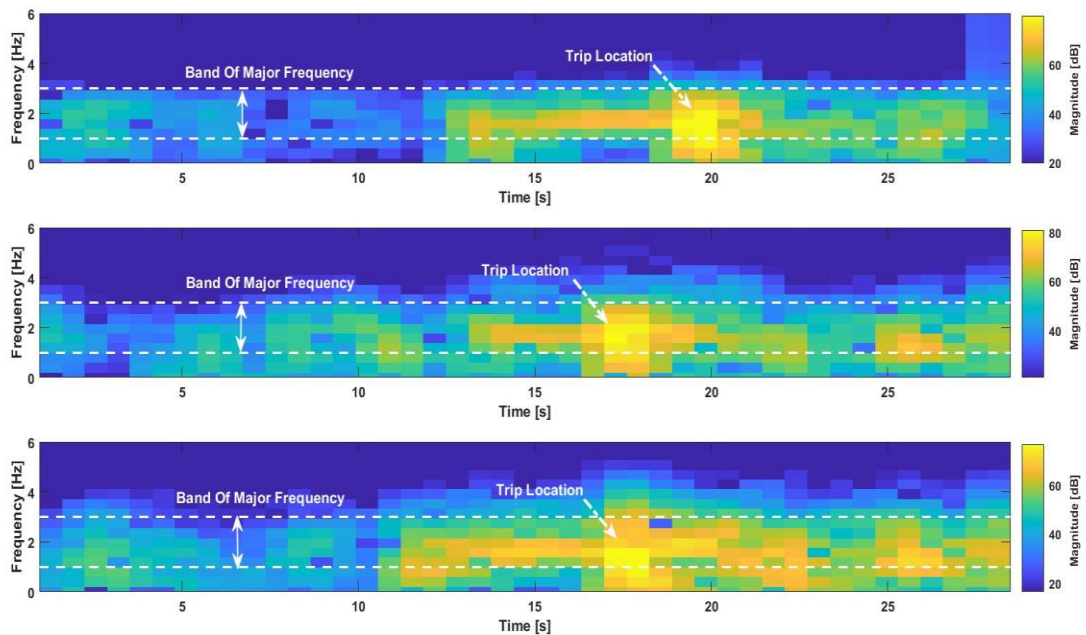 6
4
2
0
Frequency [Hz]
Band Of Major Frequency
Trip Location
5
10
15
20
25
Time [s]
60
40
20
Magnitude [dB]
6
4
2
0
Frequency [Hz]
Band Of Major Frequency
Trip Location
5
10
15
20
25
Time [s]
80
60
40
Magnitude [dB]
6
4
2
0
Frequency [Hz]
Band Of Major Frequency
Trip Location
5
10
15
20
25
Time [s]
60
40
20
Magnitude [dB]